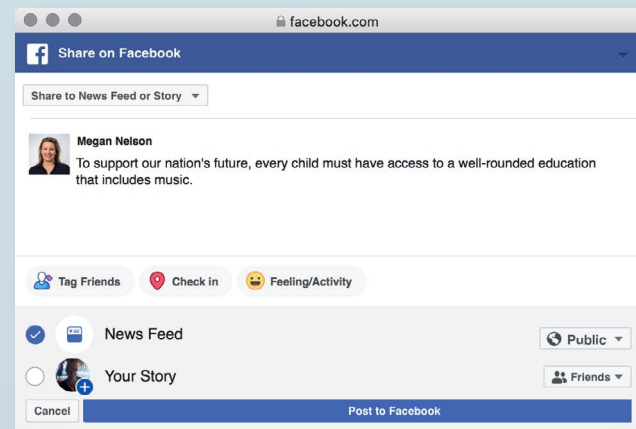 facebook.com
f Share on Facebook
Share to News Feed or Story
Megan Nelson
To support our nation's future, every child must have access to a well-rounded education
that includes music.
Tag Friends Check in Feeling/Activity
News Feed Public
Your Story Friends
Cancel Post to Facebook